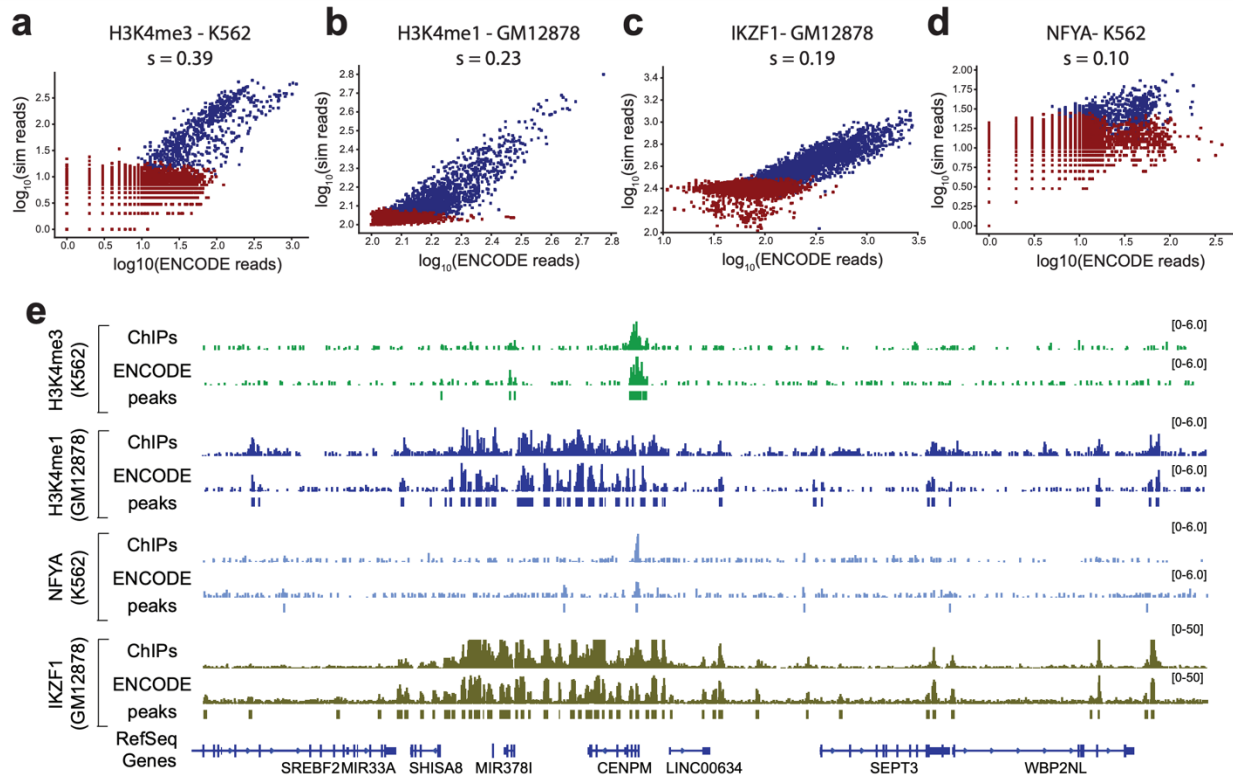 a
H3K4me3 - K562
s = 0.39
log10(sim reads)
2.5
2.0
1.5
1.0
0.5
0.0
0.0 0.5 1.0 1.5 2.0 2.5 3.0
log10(ENCODE reads)
b
H3K4me1 - GM12878
s = 0.23
log10(sim reads)
2.8
2.7
2.6
2.5
2.4
2.3
2.2
2.1
2.0
2.0 2.1 2.2 2.3 2.4 2.5 2.6 2.7 2.8
log10(ENCODE reads)
c
IKZF1- GM12878
s = 0.19
log10(sim reads)
3.4
3.2
3.0
2.8
2.6
2.4
2.2
2.0
1.0 1.5 2.0 2.5 3.0 3.5
log10(ENCODE reads)
d
NFYA- K562
s = 0.10
log10(sim reads)
2.00
1.75
1.50
1.25
1.00
0.75
0.50
0.25
0.00
0.0 0.5 1.0 1.5 2.0 2.5
log10(ENCODE reads)
e
H3K4me3
(K562)
ChIPs
[0-6.0]
ENCODE
[0-6.0]
peaks
H3K4me1
(GM12878)
ChIPs
[0-6.0]
ENCODE
[0-6.0]
peaks
NFYA
(K562)
ChIPs
[0-6.0]
ENCODE
[0-6.0]
peaks
IKZF1
(GM12878)
ChIPs
[0-50]
ENCODE
[0-50]
peaks
RefSeq
Genes
SREBF2 MIR33A SHISA8 MIR378I CENPM LINC00634 SEPT3 WBP2NL